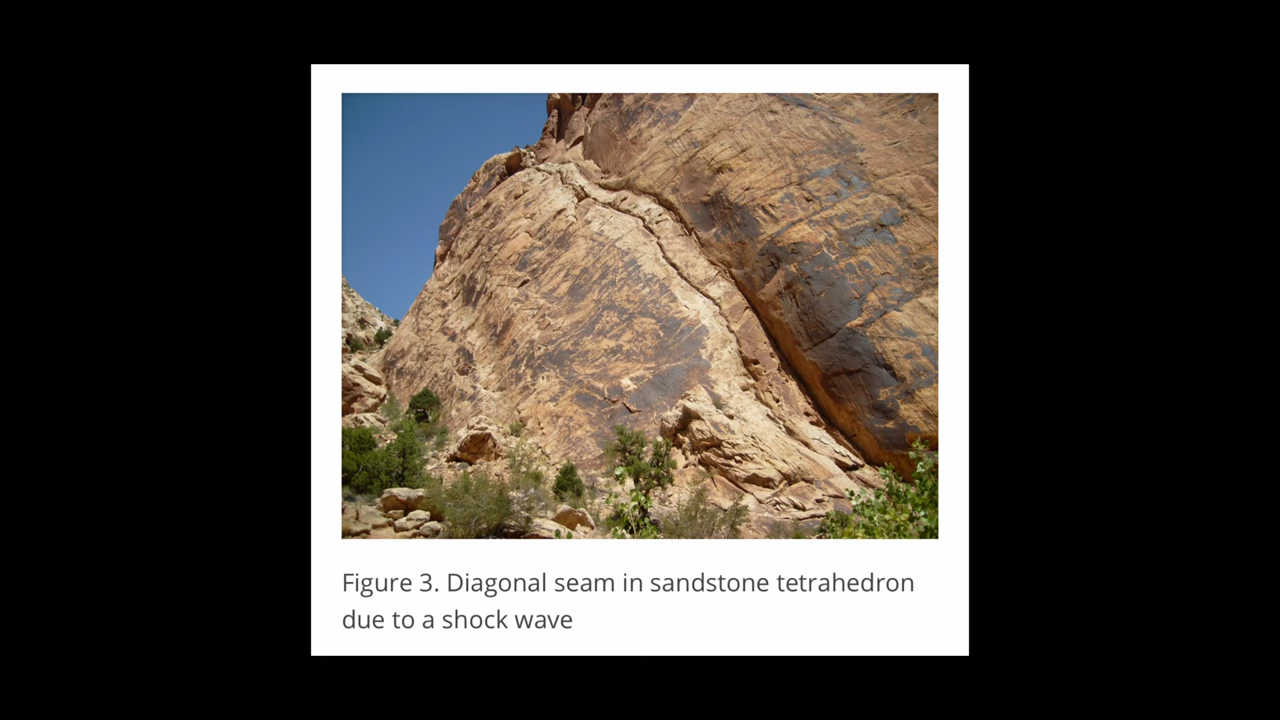 Figure 3. Diagonal seam in sandstone tetrahedron
due to a shock wave